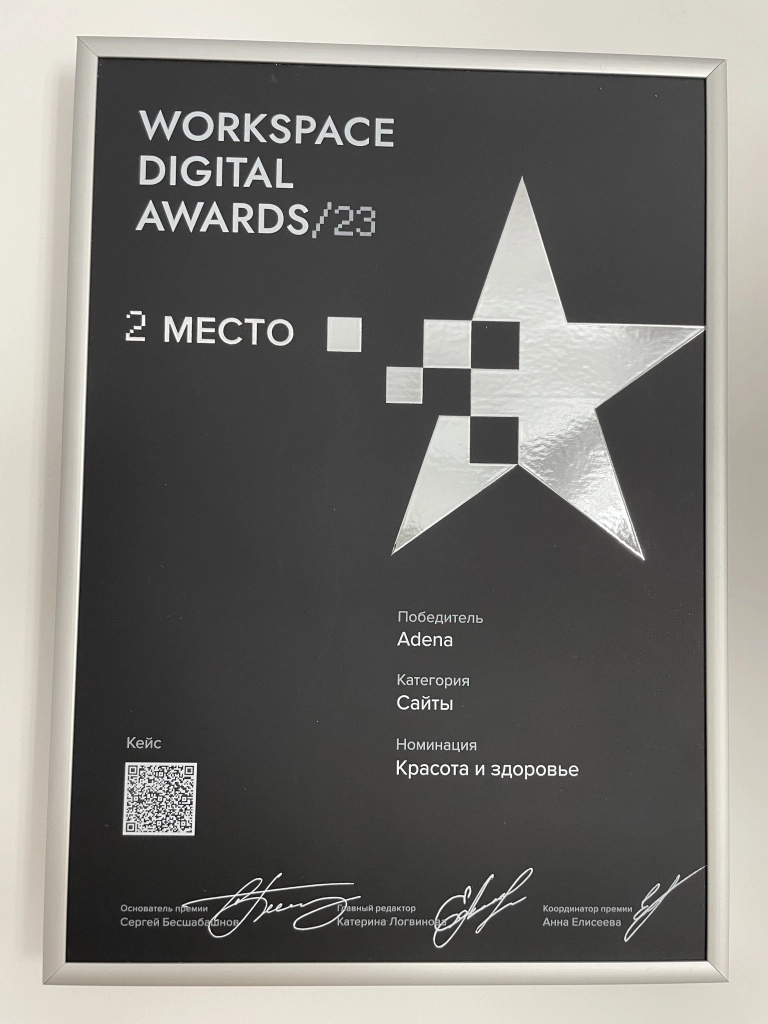 WORKSPACE
DIGITAL
AWARDS/23
2 МЕСТО
Победитель
Adena
Категория
Сайты
Номинация
Красота и здоровье
Кейс
Основатель премии
Сергей Бесшабашнов
Главный редактор
Катерина Логвинова
Координатор премии
Анна Елисеева